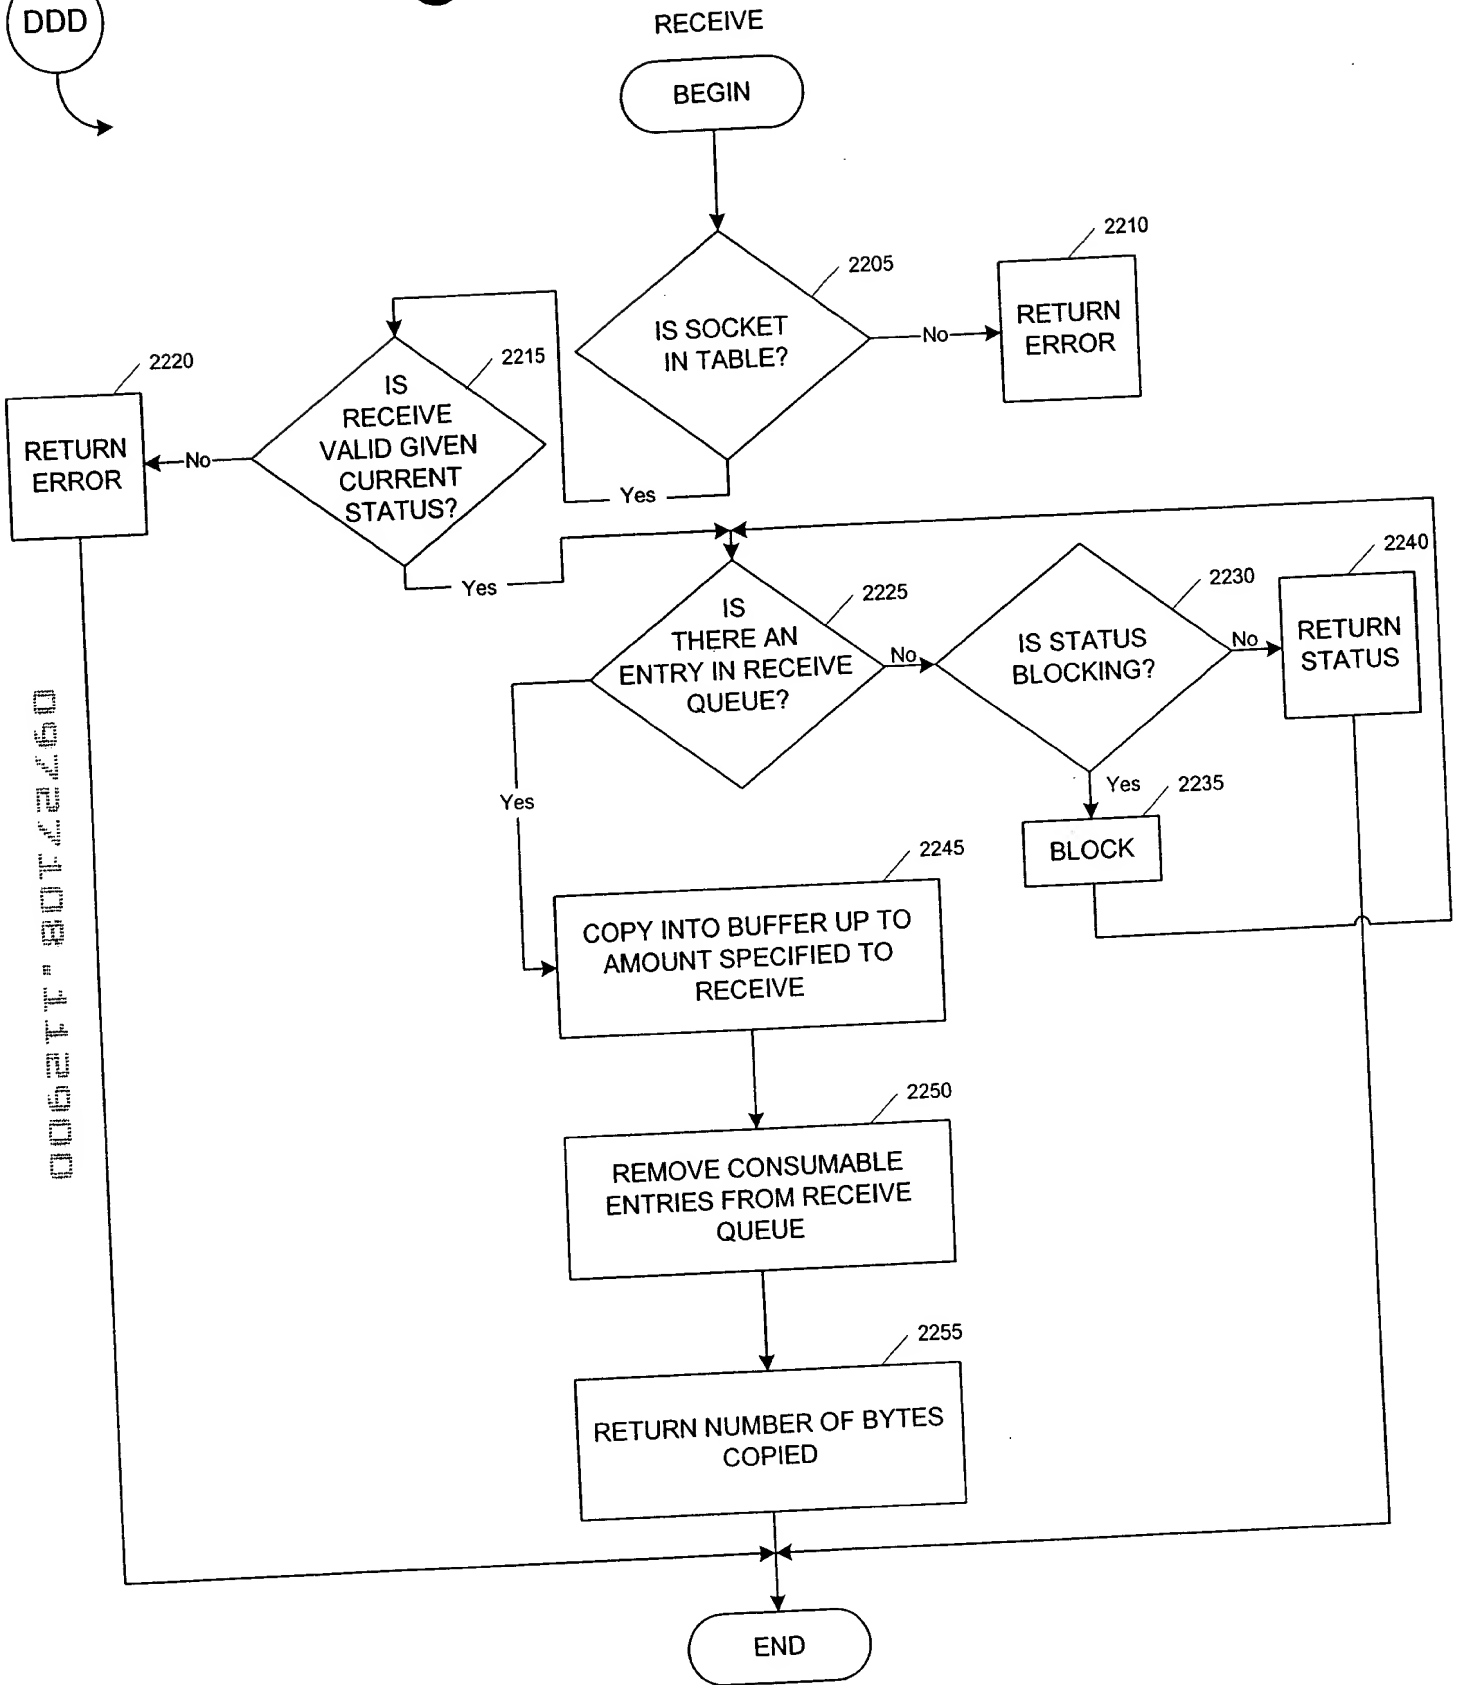 DDD
RECEIVE
BEGIN
2205
IS SOCKET
IN TABLE?
No
2210
RETURN
ERROR
Yes
2215
IS
RECEIVE
VALID GIVEN
CURRENT
STATUS?
No
2220
RETURN
ERROR
Yes
2225
IS
THERE AN
ENTRY IN RECEIVE
QUEUE?
No
2230
IS STATUS
BLOCKING?
No
2240
RETURN
STATUS
Yes
2235
BLOCK
Yes
2245
COPY INTO BUFFER UP TO
AMOUNT SPECIFIED TO
RECEIVE
2250
REMOVE CONSUMABLE
ENTRIES FROM RECEIVE
QUEUE
2255
RETURN NUMBER OF BYTES
COPIED
END
09727108.112900